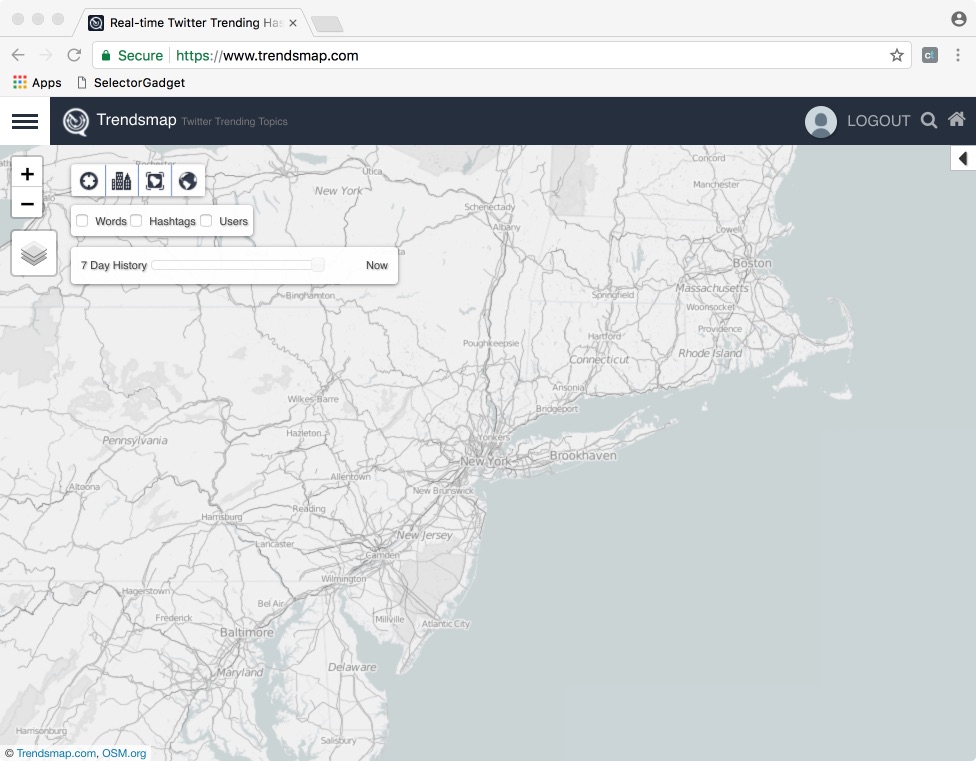 Real-time Twitter Trending Has
Secure https://www.trendsmap.com
Apps SelectorGadget
Trendsmap Twitter Trending Topics LOGOUT
Concord
Rochester
Utica
Manchester
New York
Schenectady
Words Hashtags Users
Albany
Lowell
7 Day History Now
Boston
Massachusetts
Binghamton
Springfield
Woonsocket
Providence
Hartford
Poughkeepsie
Rhode Island
Connecticut
Ansonia
Wilkes-Barre
Bridgeport
Hazleton
Yonkers
Pennsylvania
Brookhaven
New York
Allentown
Altoona
New Brunswick
Reading
Harrisburg
New Jersey
Lancaster
Camden
Wilmington
Hagerstown
Bel Air
Frederick
Millville
Atlantic City
Baltimore
Delaware
Maryland
Harrisonburg
Salisbury
© Trendsmap.com, OSM.org